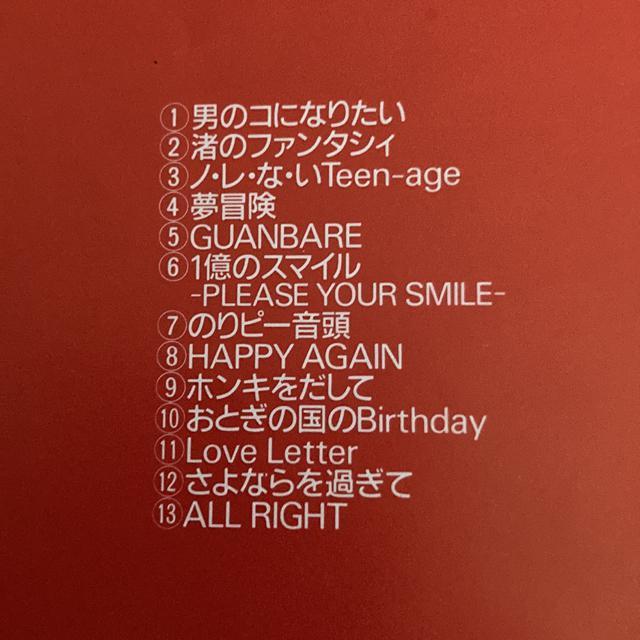 ①男のコになりたい
②渚のファンタシィ
③ノ・レ・な・いTeen-age
④夢冒険
⑤GUANBARE
⑥1億のスマイル
-PLEASE YOUR SMILE-
⑦のりピー音頭
⑧HAPPY AGAIN
⑨ホンキをだして
⑩おとぎの国のBirthday
⑪Love Letter
⑫さよならを過ぎて
⑬ALL RIGHT